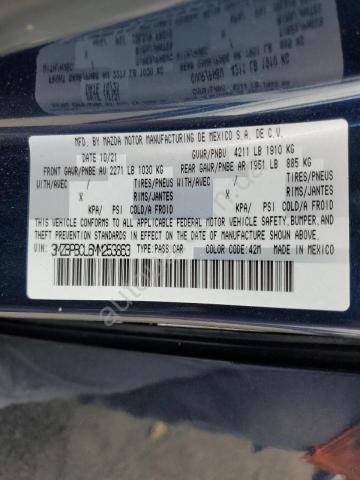 MFD. BY MAZDA MOTOR MANUFACTURING DE MEXICO S.A. DE C.V.
DATE 10/21 GVWR/PNBV 4211 LB 1910 KG
FRONT GAWR/PNBE AV 2271 LB 1030 KG REAR GAWR/PNBE AR 1951 LB 885 KG
WITH/AVEC / TIRES/PNEUS WITH/AVEC / TIRES/PNEUS
X RIMS/JANTES, X RIMS/JANTES
KPA/ PSI COLD/A FROID KPA/ PSI COLD/A FROID
THIS VEHICLE CONFORMS TO ALL APPLICABLE FEDERAL MOTOR VEHICLE SAFETY, BUMPER, AND
THEFT PREVENTION STANDARDS IN EFFECT ON THE DATE OF MANUFACTURE SHOWN ABOVE.
VIN: 3MZBPBCL6NM253863 TYPE: PASS CAR COLOR CODE: 42M MADE IN MEXICO